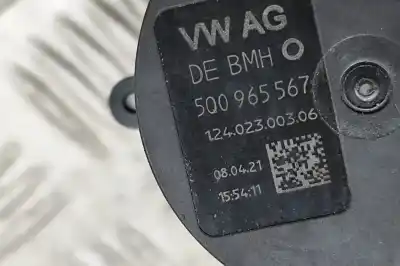 VW AG
DE BMH O
5Q0 965 567
124.023.003.06
08.04.21
15:54:11